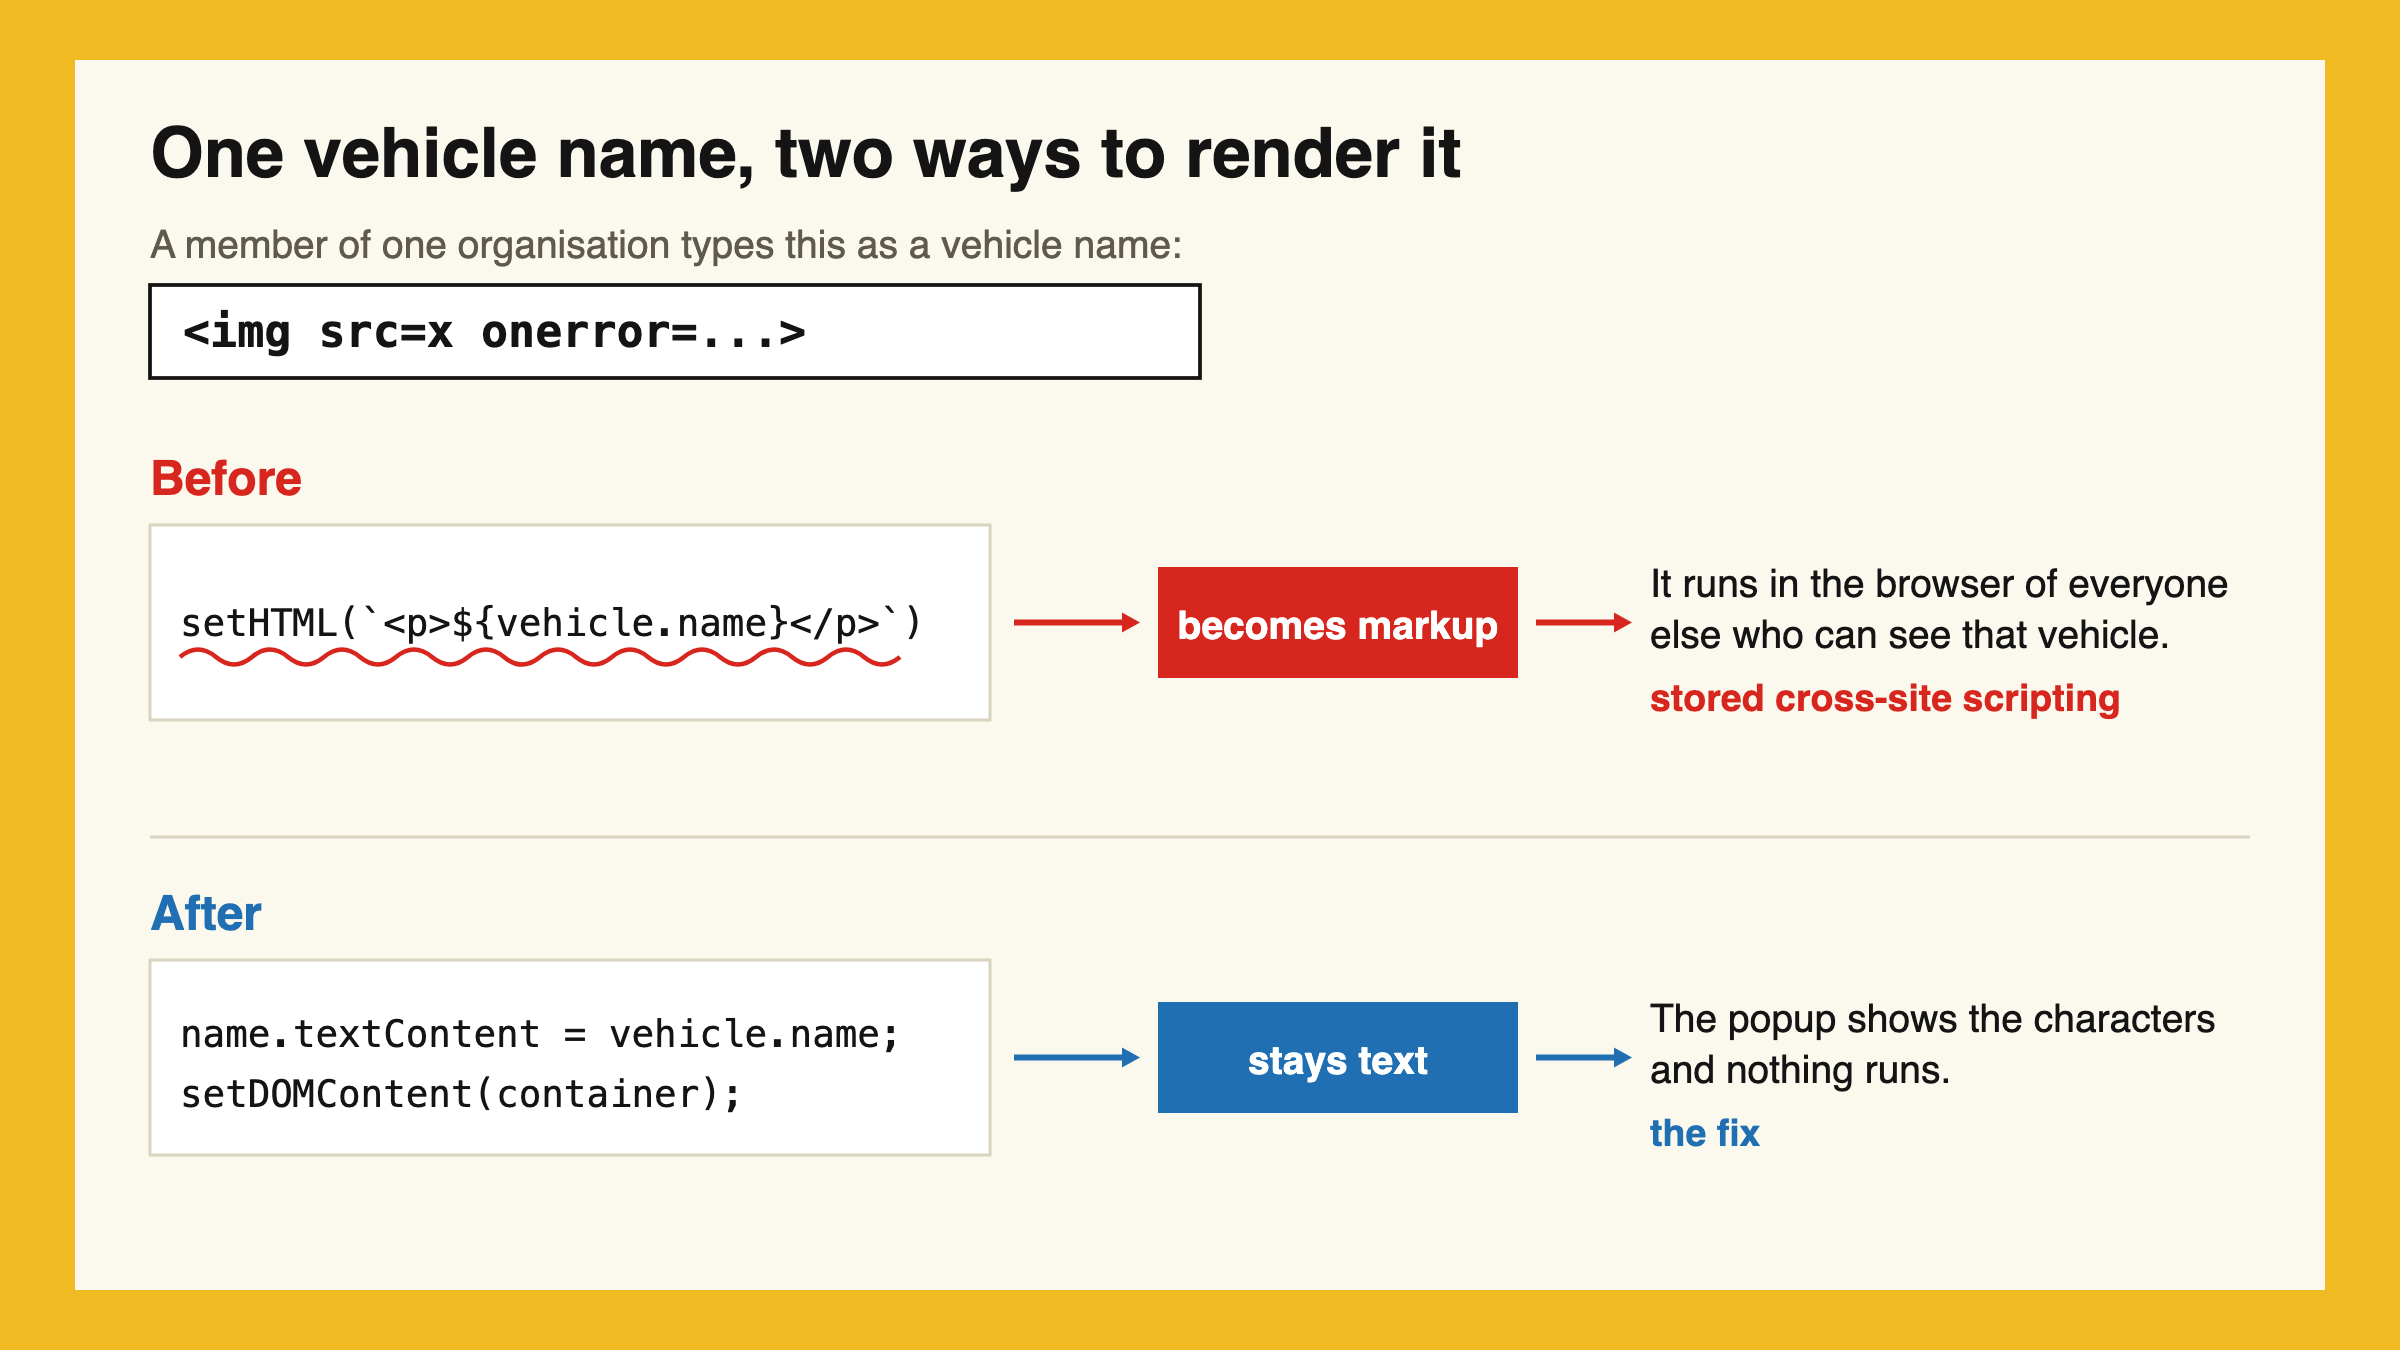 One vehicle name, two ways to render it
A member of one organisation types this as a vehicle name:
<img src=x onerror=...>
Before
setHTML(`<p>${vehicle.name}</p>`)
becomes markup
It runs in the browser of everyone
else who can see that vehicle.
stored cross-site scripting
After
name.textContent = vehicle.name;
setDOMContent(container);
stays text
The popup shows the characters
and nothing runs.
the fix